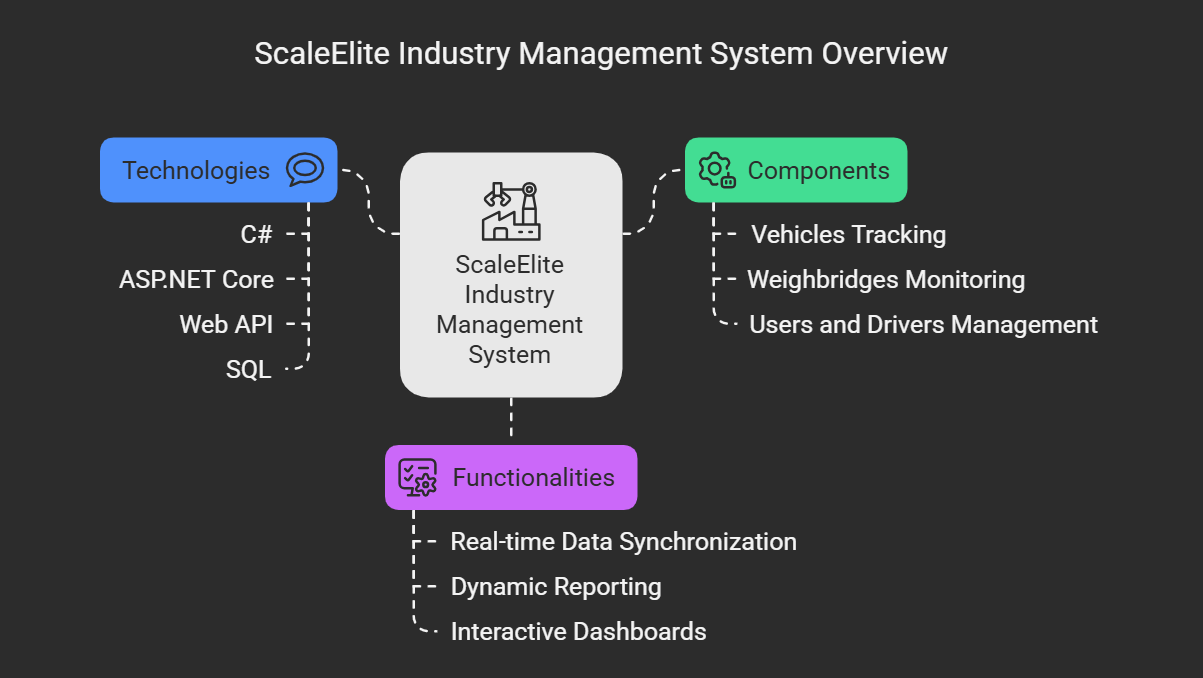 ScaleElite Industry Management System Overview
Technologies
C#
ASP.NET Core
Web API
SQL
ScaleElite
Industry
Management
System
Components
Vehicles Tracking
Weighbridges Monitoring
Users and Drivers Management
Functionalities
Real-time Data Synchronization
Dynamic Reporting
Interactive Dashboards